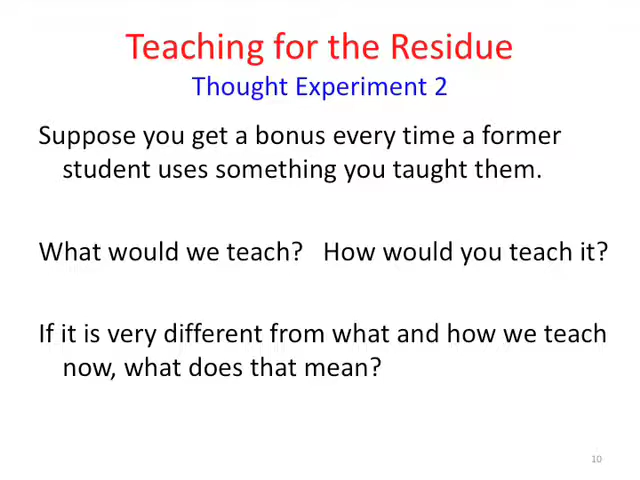 Teaching for the Residue
Thought Experiment 2
Suppose you get a bonus every time a former
student uses something you taught them.
What would we teach?   How would you teach it?
If it is very different from what and how we teach
now, what does that mean?
10